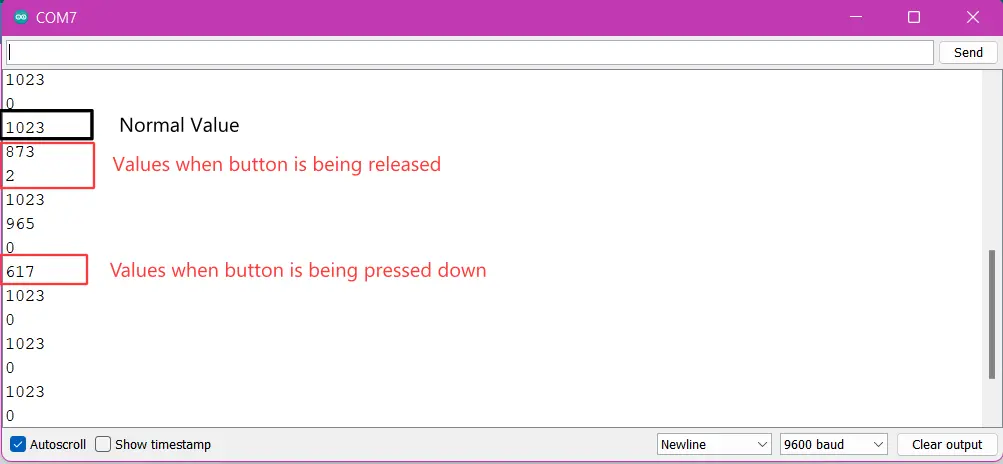 COM7
Send
1023
0
1023
Normal Value
873
Values when button is being released
2
1023
965
0
617
Values when button is being pressed down
1023
0
1023
0
1023
0
Autoscroll Show timestamp Newline 9600 baud Clear output